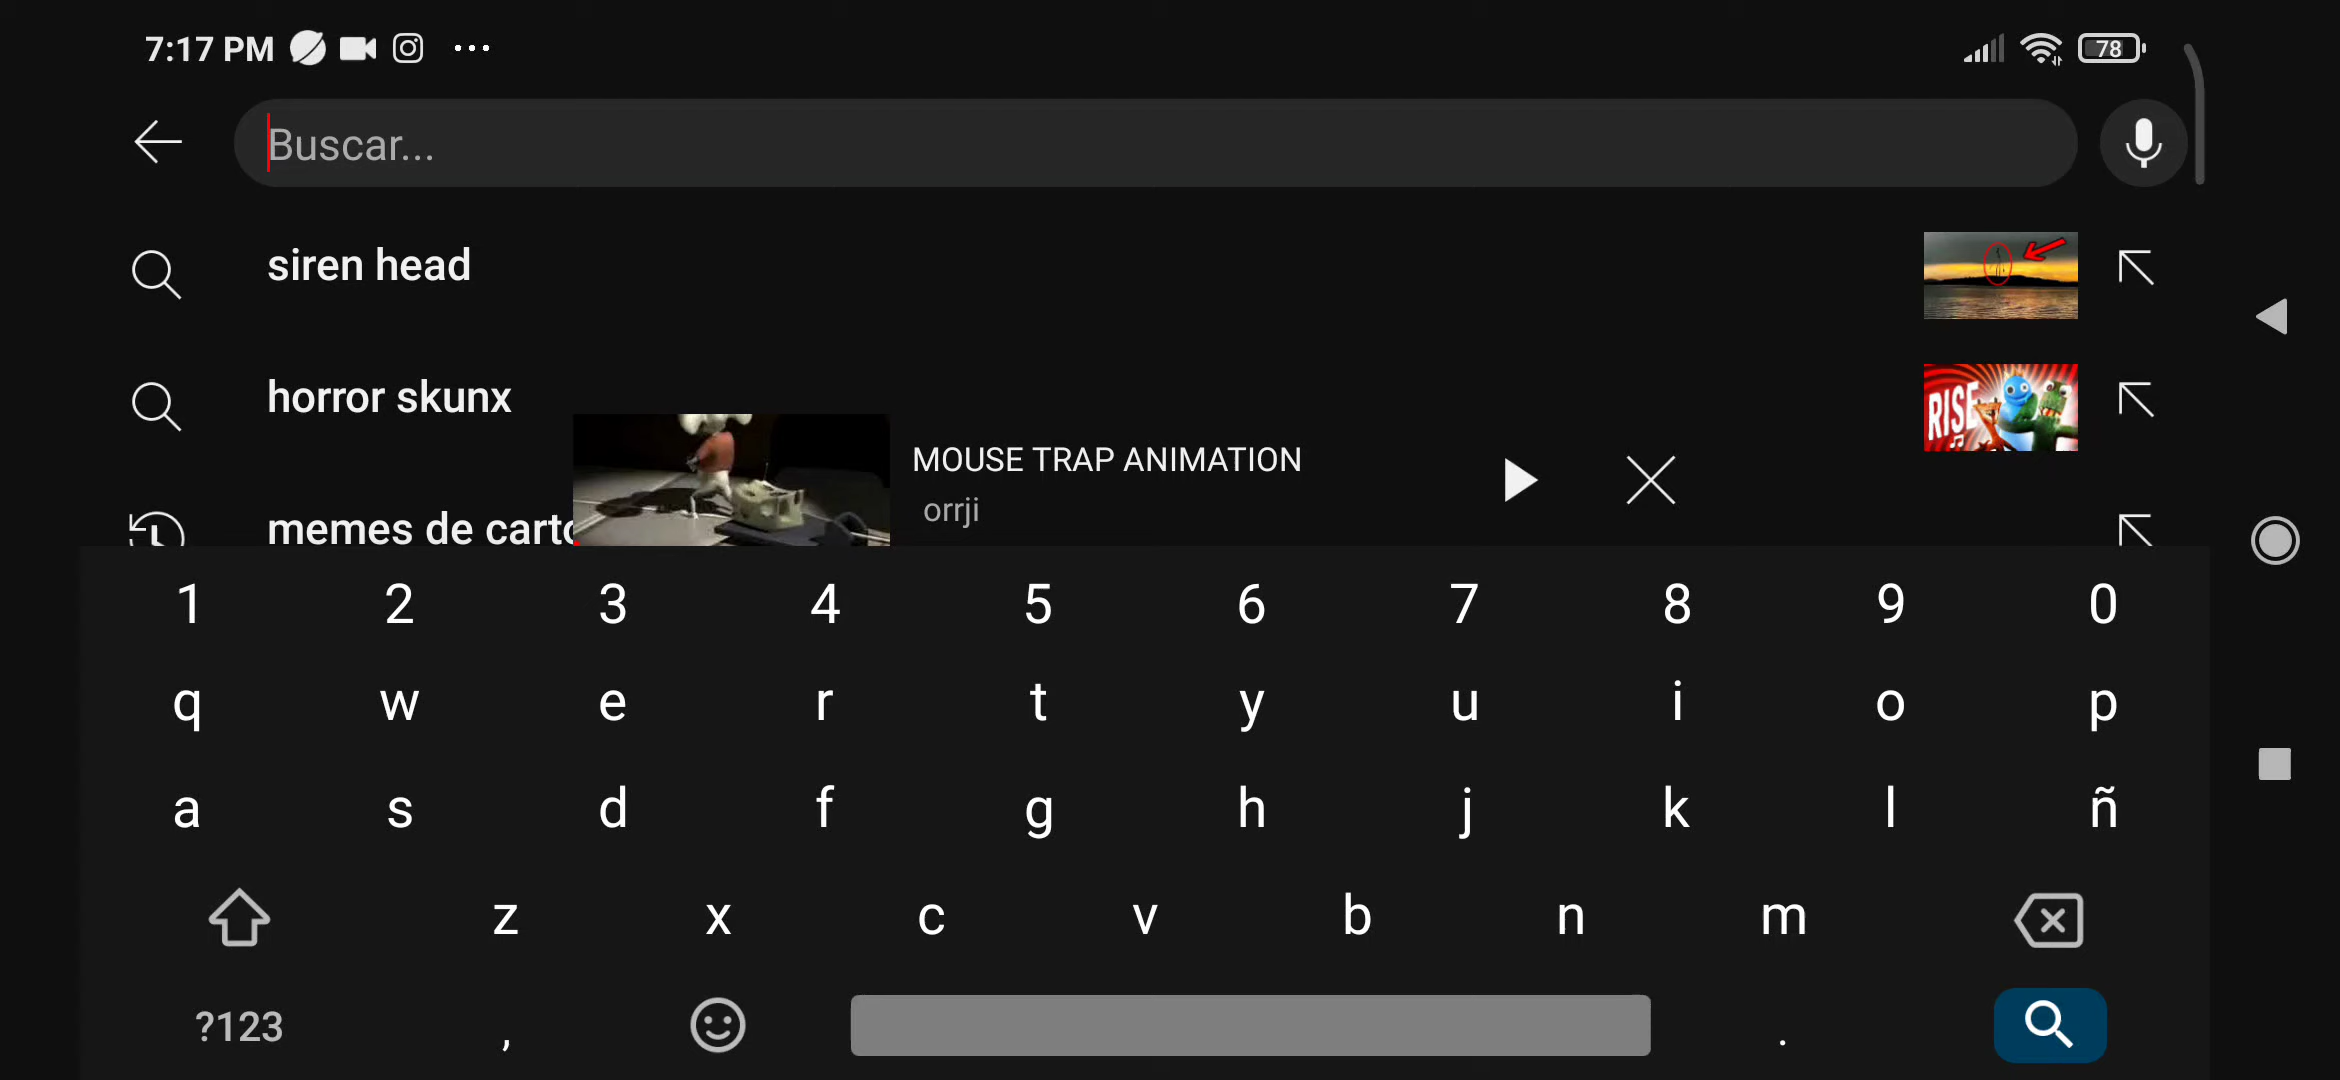 7:17 PM
78
Buscar...
siren head
horror skunx
RISE
MOUSE TRAP ANIMATION
orrji
memes de carto
1 2 3 4 5 6 7 8 9 0
q w e r t y u i o p
a s d f g h j k l ñ
z x c v b n m
?123 , .